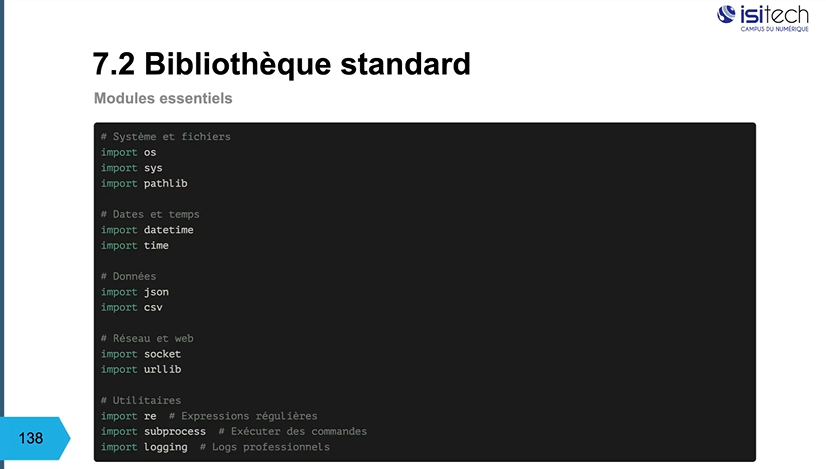 isitech
CAMPUS DU NUMÉRIQUE
7.2 Bibliothèque standard
Modules essentiels
# Système et fichiers
import os
import sys
import pathlib
# Dates et temps
import datetime
import time
# Données
import json
import csv
# Réseau et web
import socket
import urllib
# Utilitaires
import re  # Expressions régulières
import subprocess  # Exécuter des commandes
import logging  # Logs professionnels
138